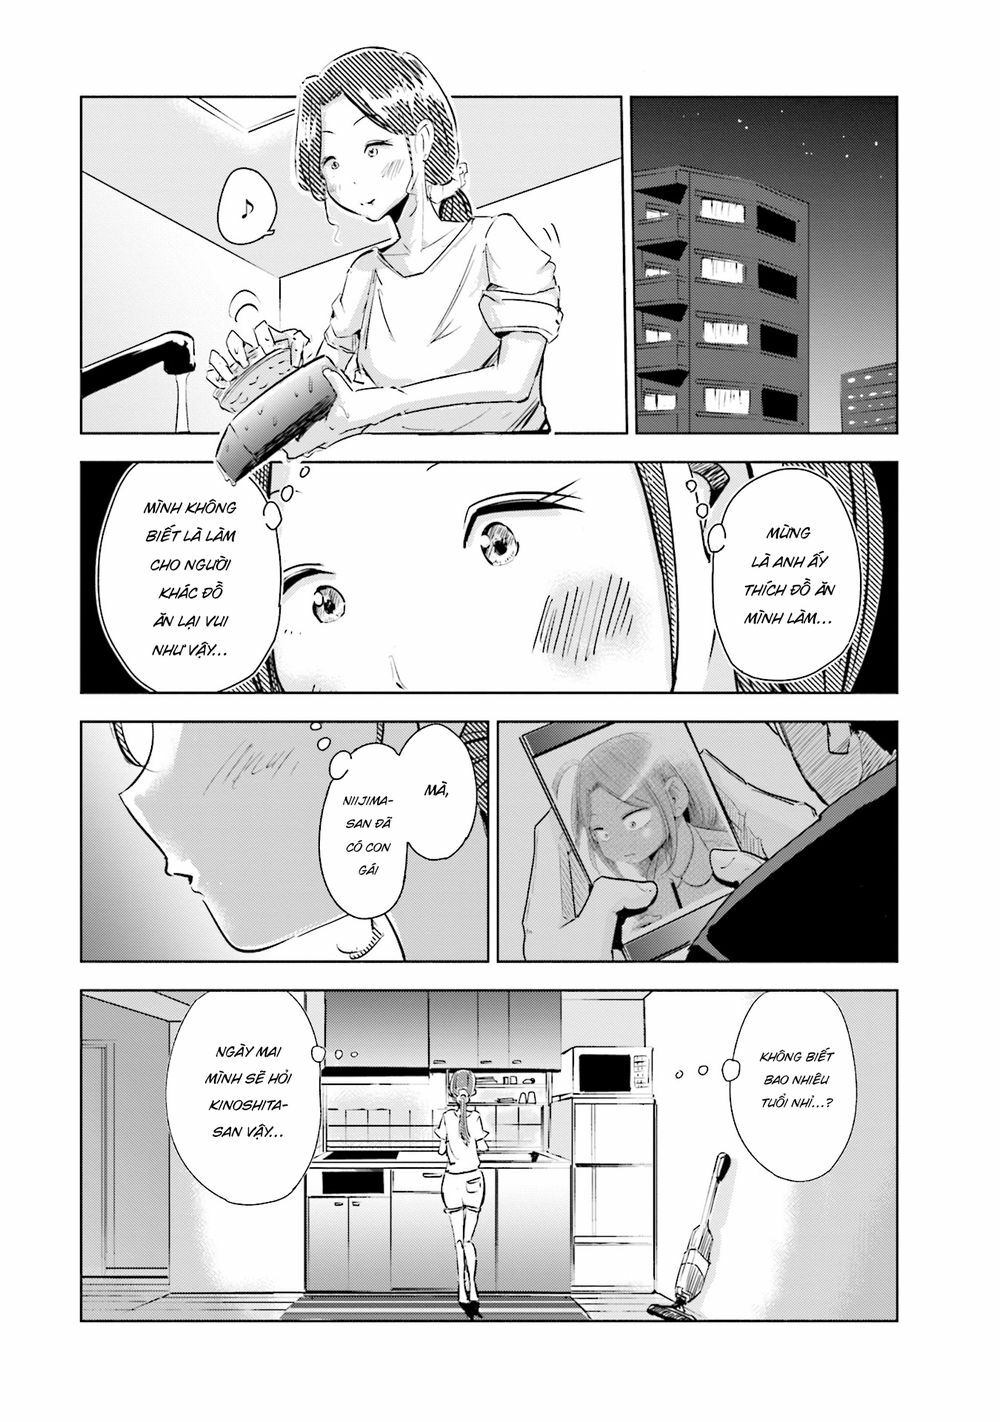 ♪
MỪNG
LÀ ANH ẤY
THÍCH ĐỒ ĂN
MÌNH LÀM...
MÌNH KHÔNG
BIẾT LÀ LÀM
CHO NGƯỜI
KHÁC ĐỒ
ĂN LẠI VUI
NHƯ VẬY...
MÀ,
NIIJIMA-
SAN ĐÃ
CÓ CON
GÁI
KHÔNG BIẾT
BAO NHIÊU
TUỔI NHỈ...?
NGÀY MAI
MÌNH SẼ HỎI
KINOSHITA-
SAN VẬY...